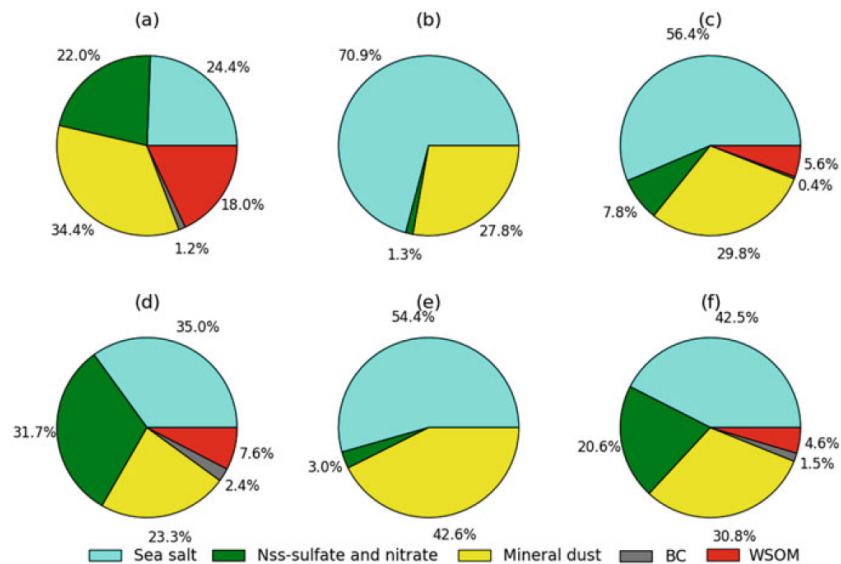 (a) (b) (c)
56.4%
22.0% 24.4% 70.9%
5.6%
0.4%
18.0% 7.8%
34.4% 27.8%
1.2% 1.3% 29.8%
(d) (e) (f)
35.0% 54.4% 42.5%
31.7% 20.6% 4.6%
7.6% 3.0% 1.5%
2.4%
23.3% 42.6% 30.8%
Sea salt Nss-sulfate and nitrate Mineral dust BC WSOM